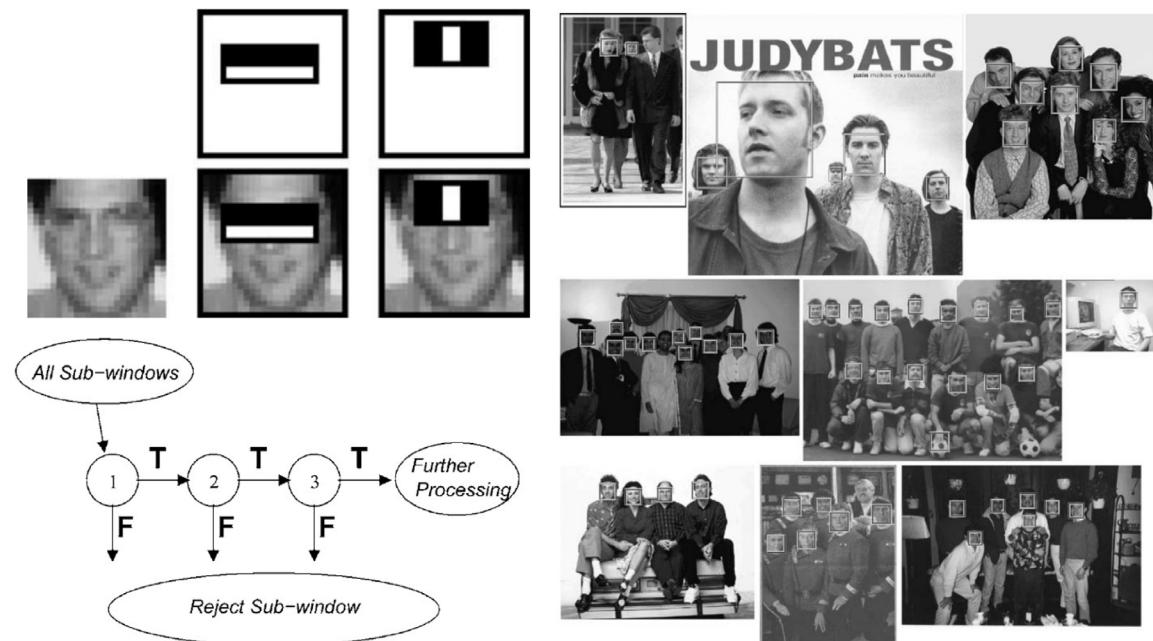 JUDYBATS
pain makes you beautiful
All Sub-windows
T
T
T
1
2
3
Further
Processing
F
F
F
Reject Sub-window